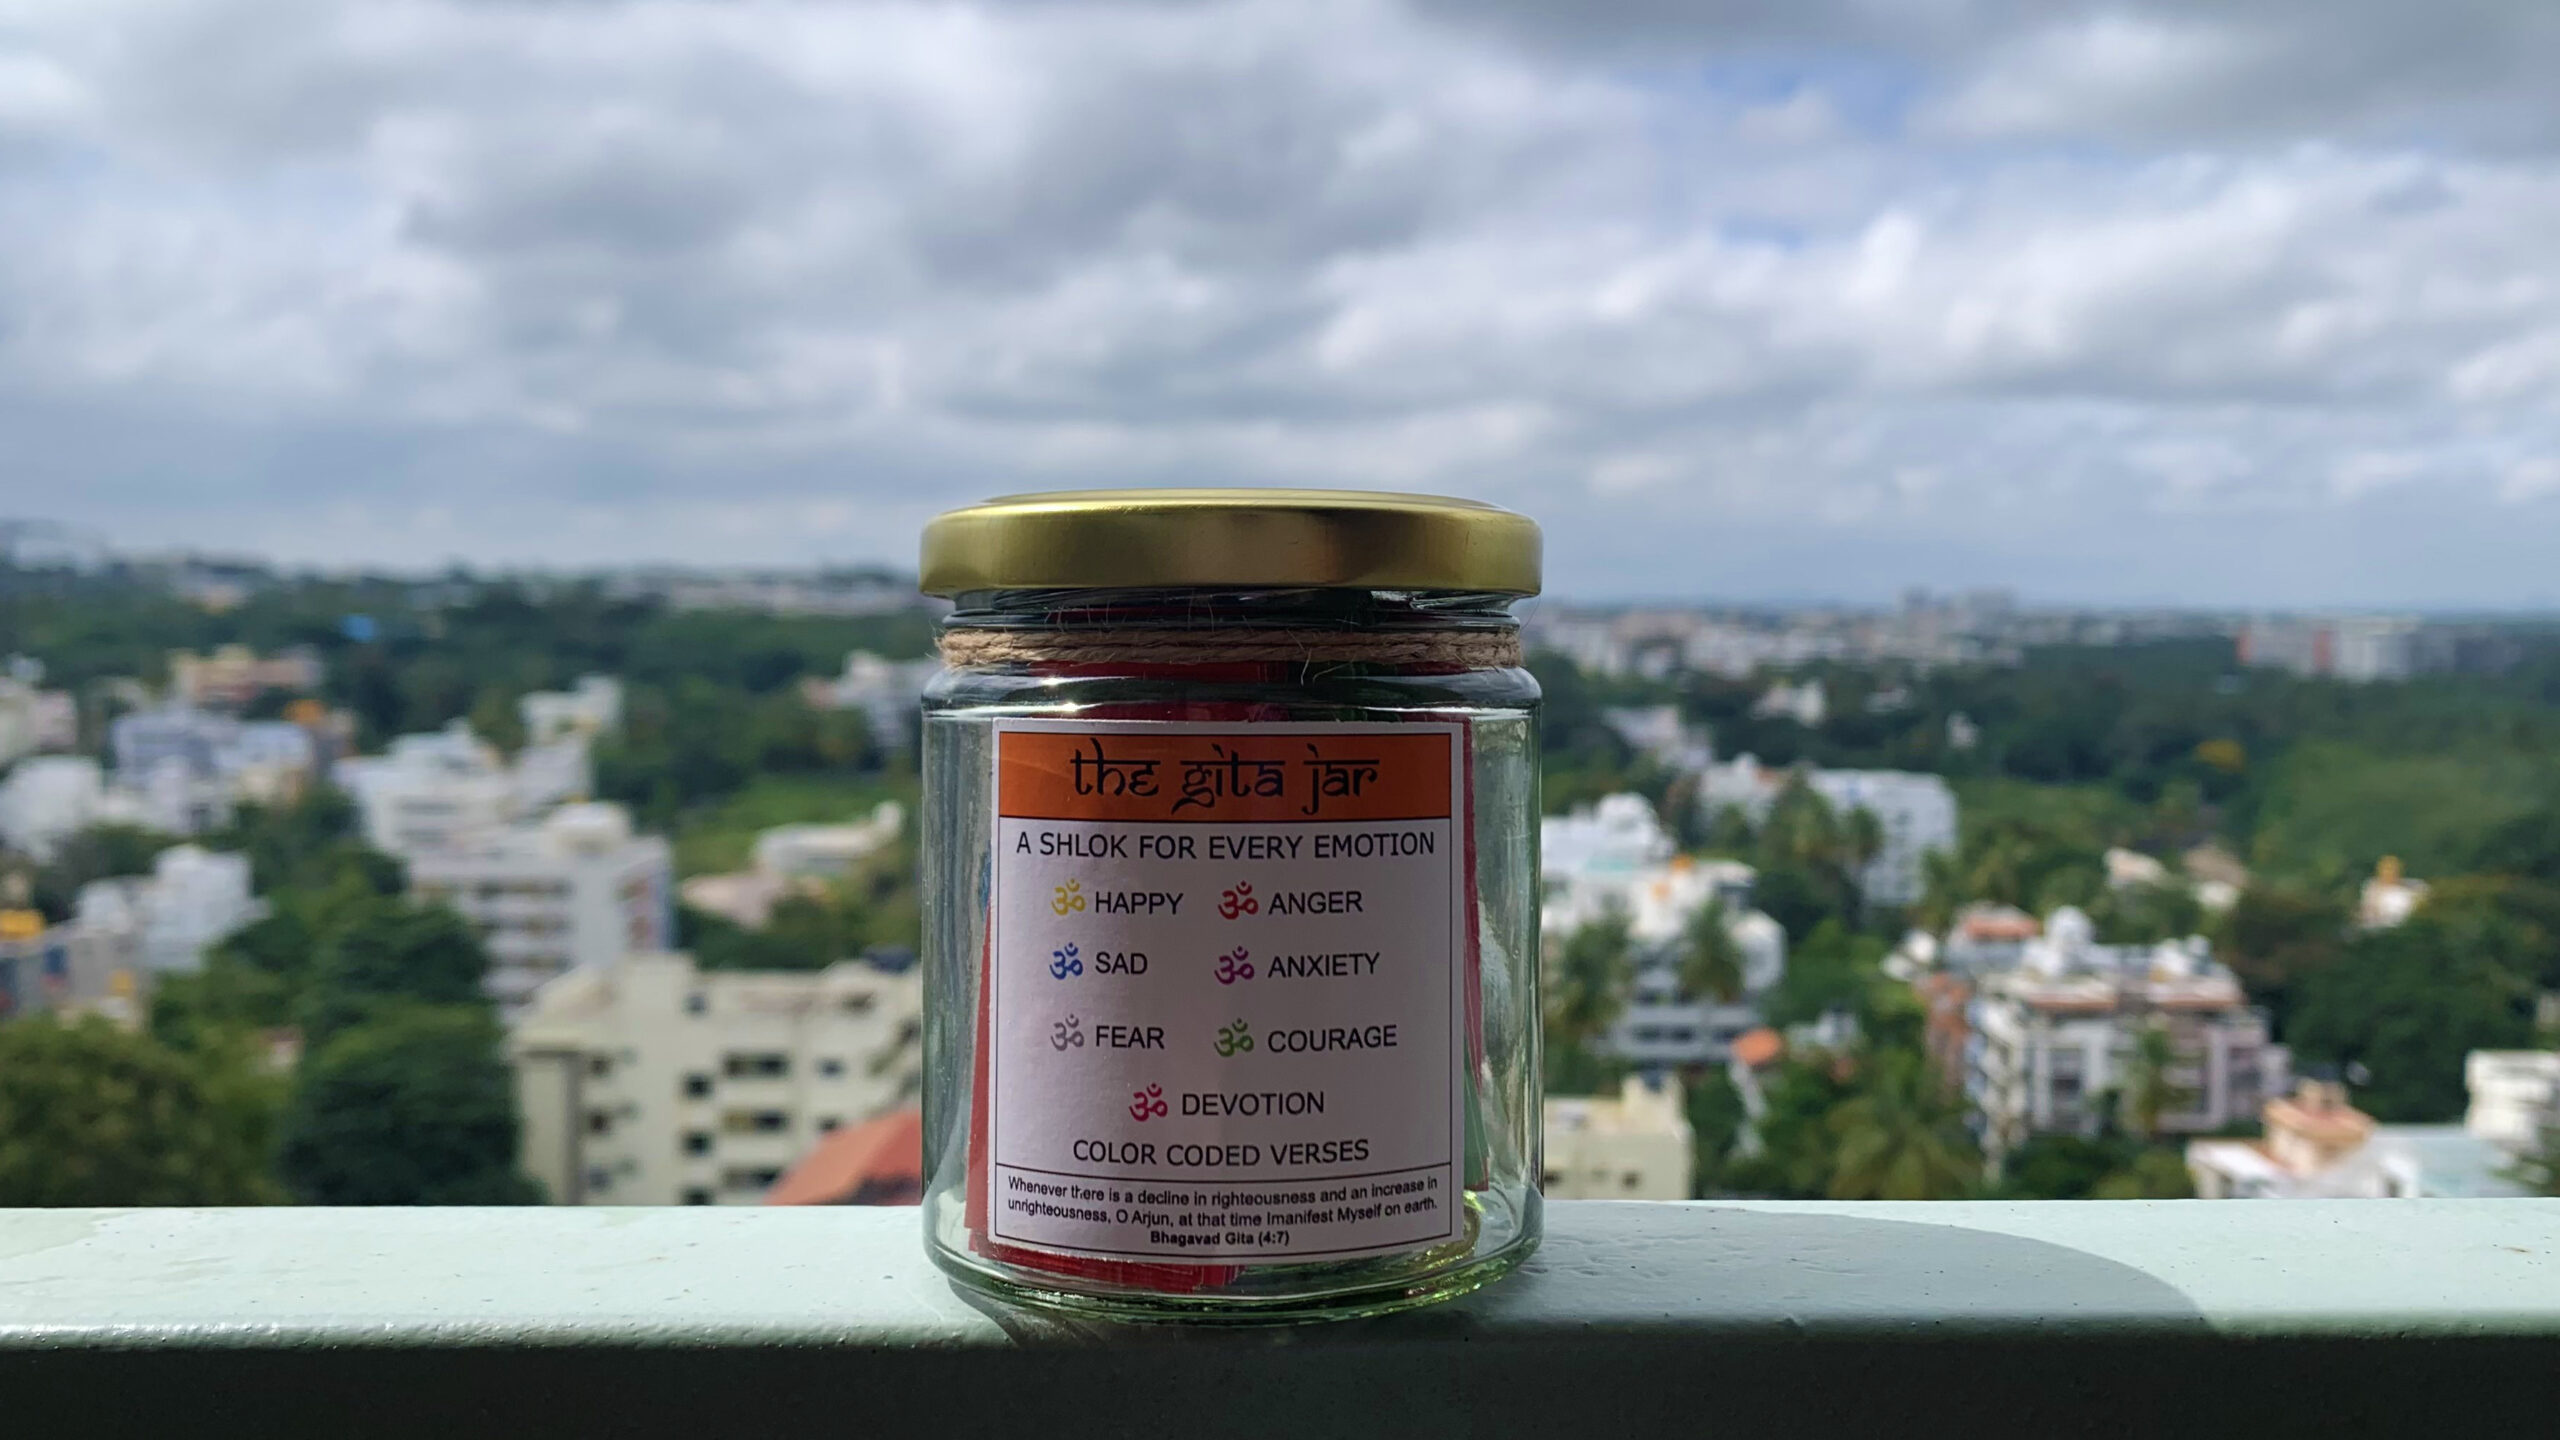 the gita jar
A SHLOK FOR EVERY EMOTION
ॐ HAPPY ॐ ANGER
ॐ SAD ॐ ANXIETY
ॐ FEAR ॐ COURAGE
ॐ DEVOTION
COLOR CODED VERSES
Whenever there is a decline in righteousness and an increase in
unrighteousness, O Arjun, at that time Imanifest Myself on earth.
Bhagavad Gita (4:7)